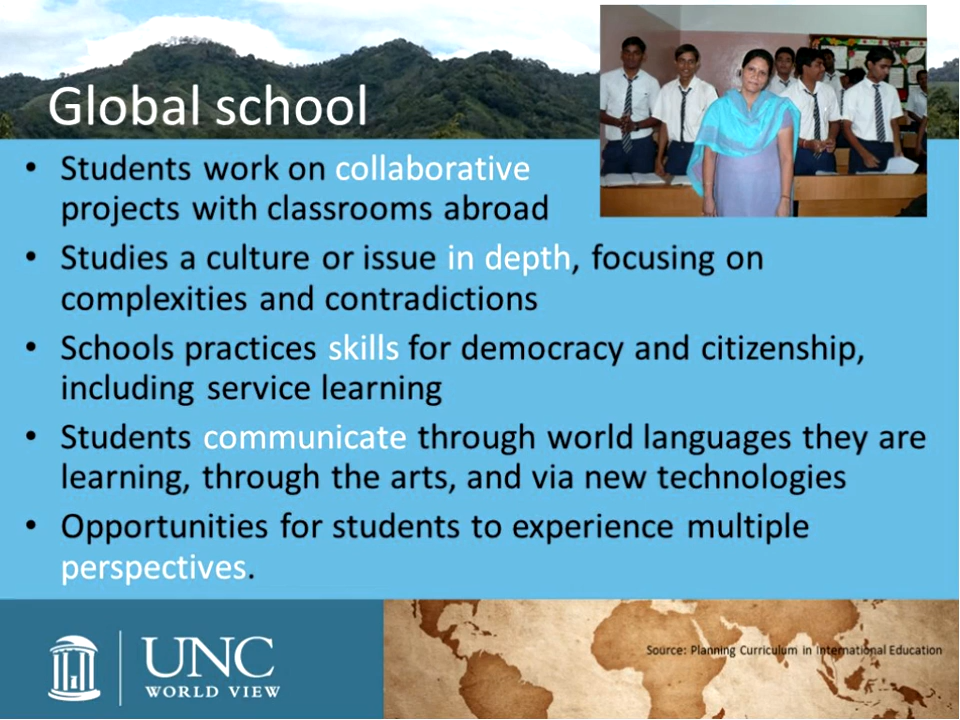 Global school
• Students work on collaborative
projects with classrooms abroad
• Studies a culture or issue in depth, focusing on
complexities and contradictions
• Schools practices skills for democracy and citizenship,
including service learning
• Students communicate through world languages they are
learning, through the arts, and via new technologies
• Opportunities for students to experience multiple
perspectives.
Source: Planning Curriculum in International Education
UNC
WORLD VIEW